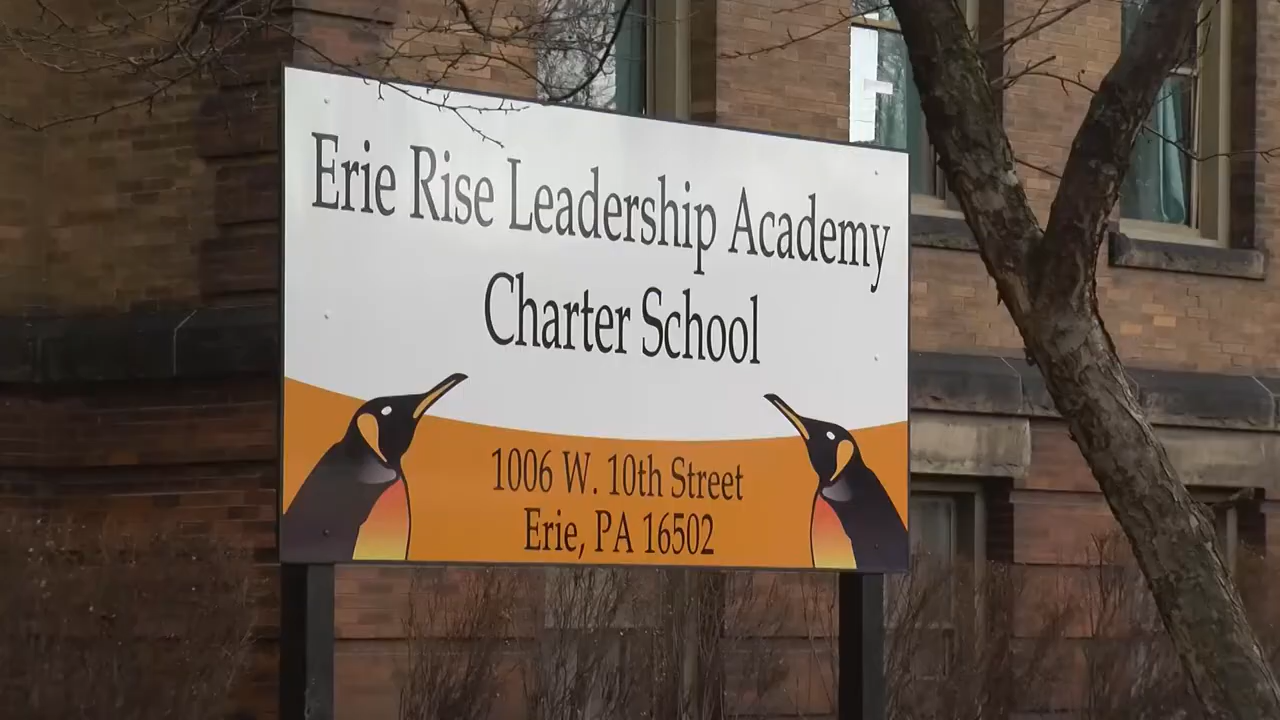 Erie Rise Leadership Academy
Charter School
1006 W. 10th Street
Erie, PA 16502